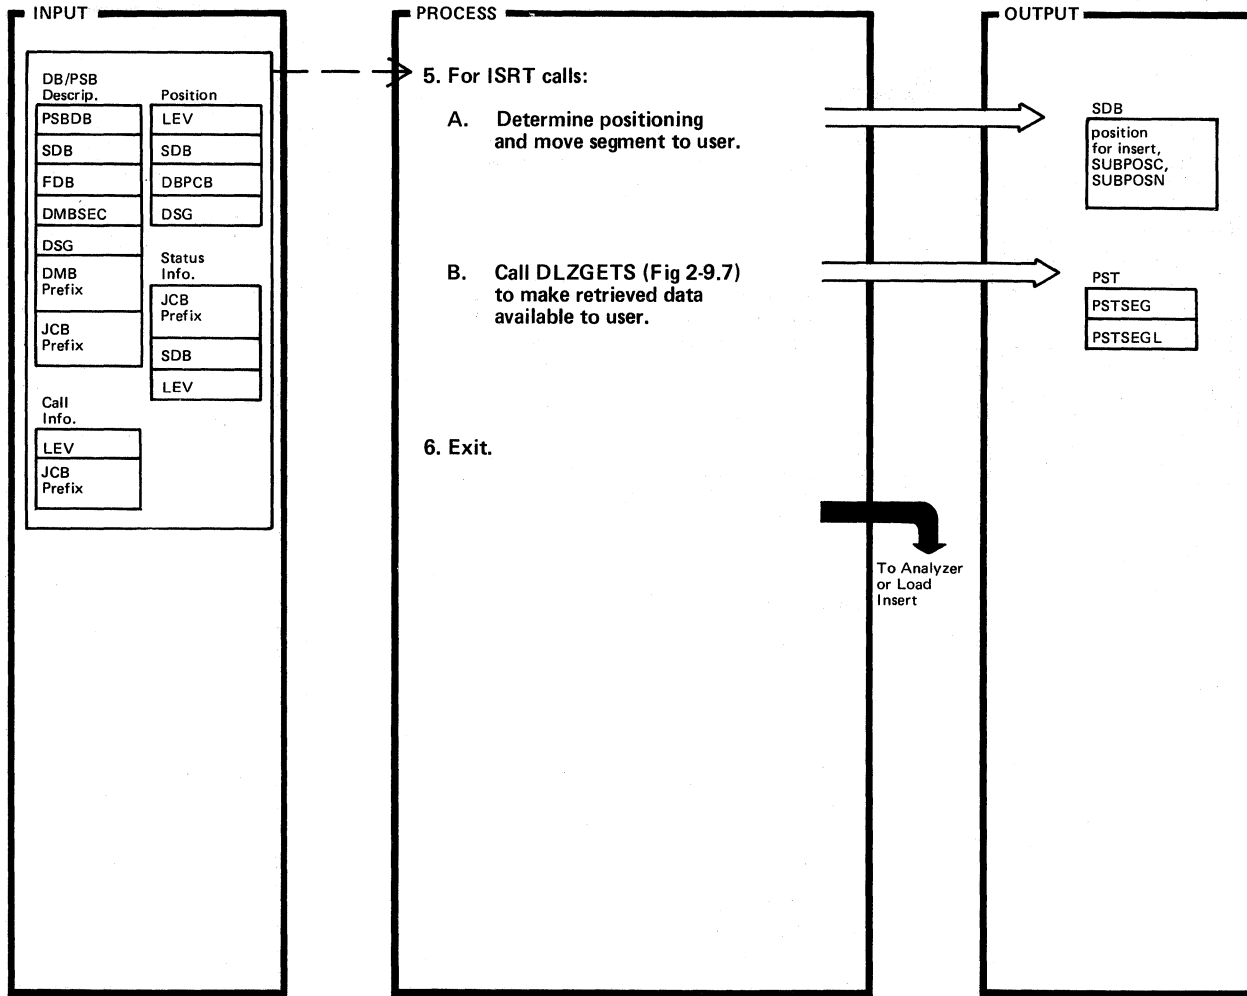 INPUT
DB/PSB
Descrip.
PSBDB
SDB
FDB
DMBSEC
DSG
DMB
Prefix
JCB
Prefix
Position
LEV
SDB
DBPCB
DSG
Status
Info.
JCB
Prefix
SDB
LEV
Call
Info.
LEV
JCB
Prefix
PROCESS
5. For ISRT calls:
A. Determine positioning
and move segment to user.
B. Call DLZGETS (Fig 2-9.7)
to make retrieved data
available to user.
6. Exit.
To Analyzer
or Load
Insert
OUTPUT
SDB
position
for insert,
SUBPOSC,
SUBPOSN
PST
PSTSEG
PSTSEGL